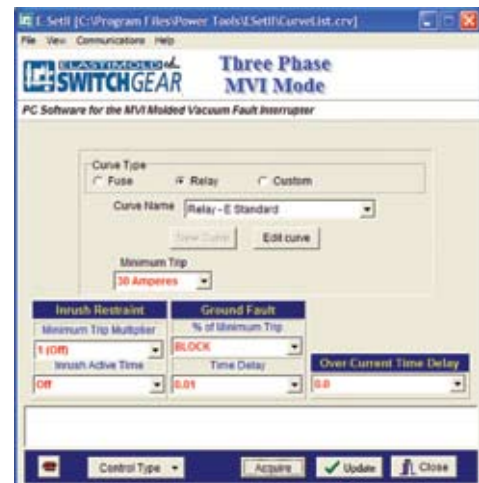 E-SetII [C:\Program Files\Power Tools\ESetII\CurveList.crv]
File View Communications Help
ELASTIMOLD
SWITCHGEAR
Three Phase
MVI Mode
PC Software for the MVI Molded Vacuum Fault Interrupter
Curve Type
Fuse Relay Custom
Curve Name Relay - E Standard
New Curve Edit curve
Minimum Trip
30 Amperes
Inrush Restraint Ground Fault
Minimum Trip Multiplier % of Minimum Trip
1 (Off) BLOCK
Inrush Active Time Time Delay Over Current Time Delay
Off 0.01 0.0
Control Type Acquire Update Close